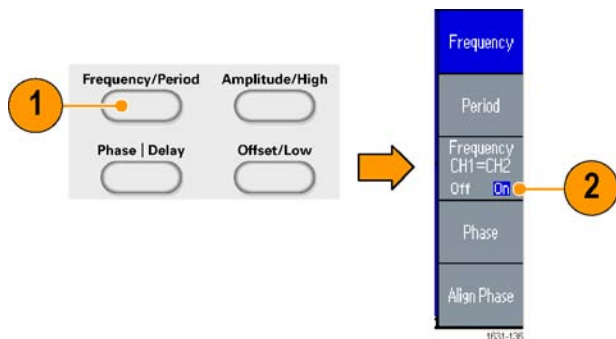 Frequency/Period
Amplitude/High
1
Phase | Delay
Offset/Low
Frequency
Period
Frequency
CH1=CH2
Off On
2
Phase
Align Phase
1631-136